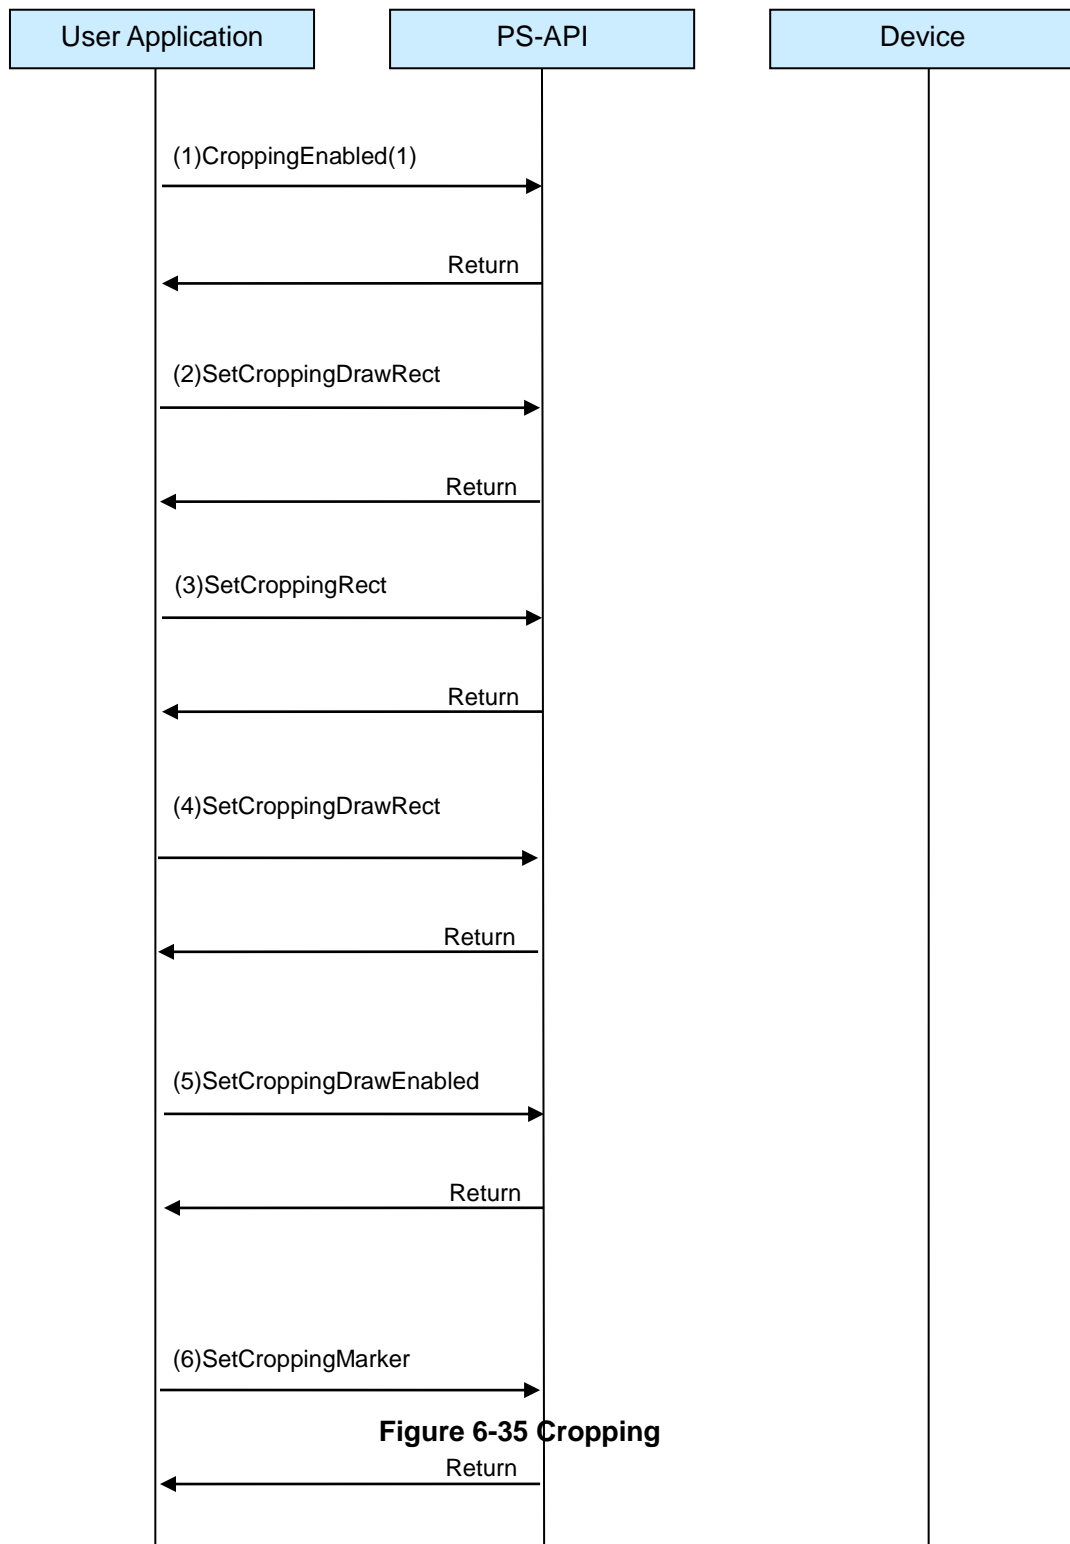 User Application
PS-API
Device
(1)CroppingEnabled(1)
Return
(2)SetCroppingDrawRect
Return
(3)SetCroppingRect
Return
(4)SetCroppingDrawRect
Return
(5)SetCroppingDrawEnabled
Return
(6)SetCroppingMarker
Figure 6-35 Cropping
Return